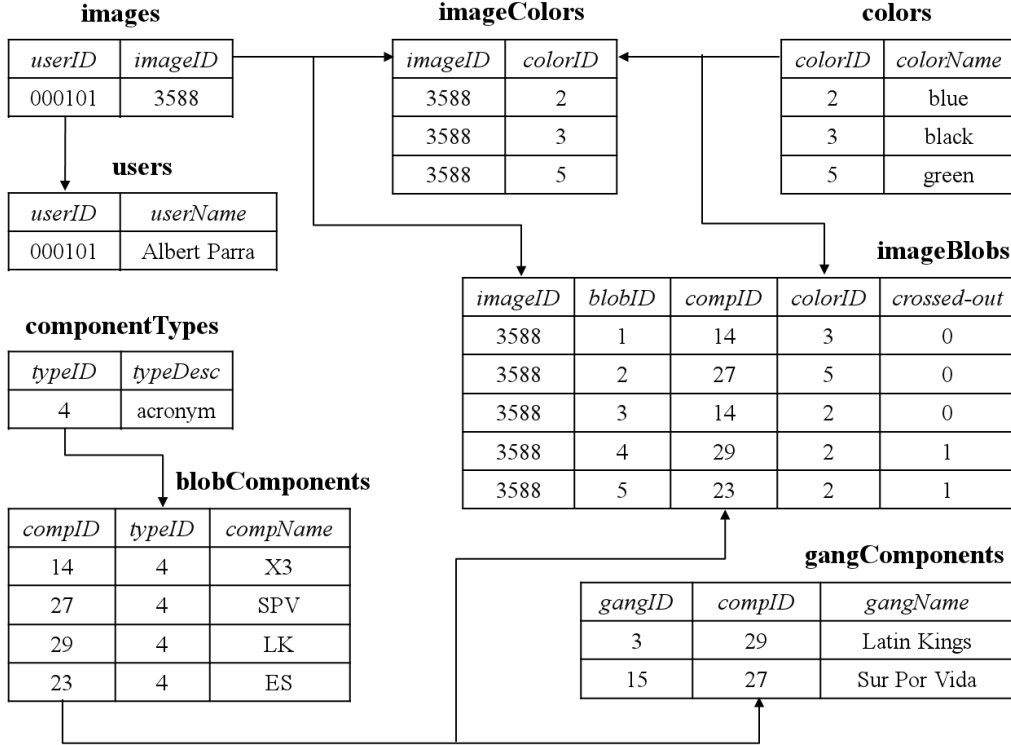 images
userID imageID
000101 3588
imageColors
imageID colorID
3588 2
3588 3
3588 5
colors
colorID colorName
2 blue
3 black
5 green
users
userID userName
000101 Albert Parra
imageBlobs
imageID blobID compID colorID crossed-out
3588 1 14 3 0
3588 2 27 5 0
3588 3 14 2 0
3588 4 29 2 1
3588 5 23 2 1
componentTypes
typeID typeDesc
4 acronym
blobComponents
compID typeID compName
14 4 X3
27 4 SPV
29 4 LK
23 4 ES
gangComponents
gangID compID gangName
3 29 Latin Kings
15 27 Sur Por Vida